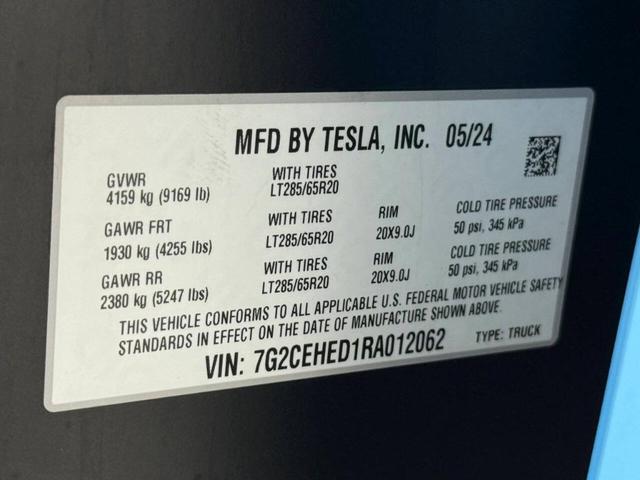 MFD BY TESLA, INC. 05/24
GVWR
4159 kg (9169 lb)
WITH TIRES
LT285/65R20
GAWR FRT
1930 kg (4255 lbs)
WITH TIRES
LT285/65R20
RIM
20X9.0J
COLD TIRE PRESSURE
50 psi, 345 kPa
GAWR RR
2380 kg (5247 lbs)
WITH TIRES
LT285/65R20
RIM
20X9.0J
COLD TIRE PRESSURE
50 psi, 345 kPa
THIS VEHICLE CONFORMS TO ALL APPLICABLE U.S. FEDERAL MOTOR VEHICLE SAFETY
STANDARDS IN EFFECT ON THE DATE OF MANUFACTURE SHOWN ABOVE.
VIN: 7G2CEHED1RA012062 TYPE: TRUCK